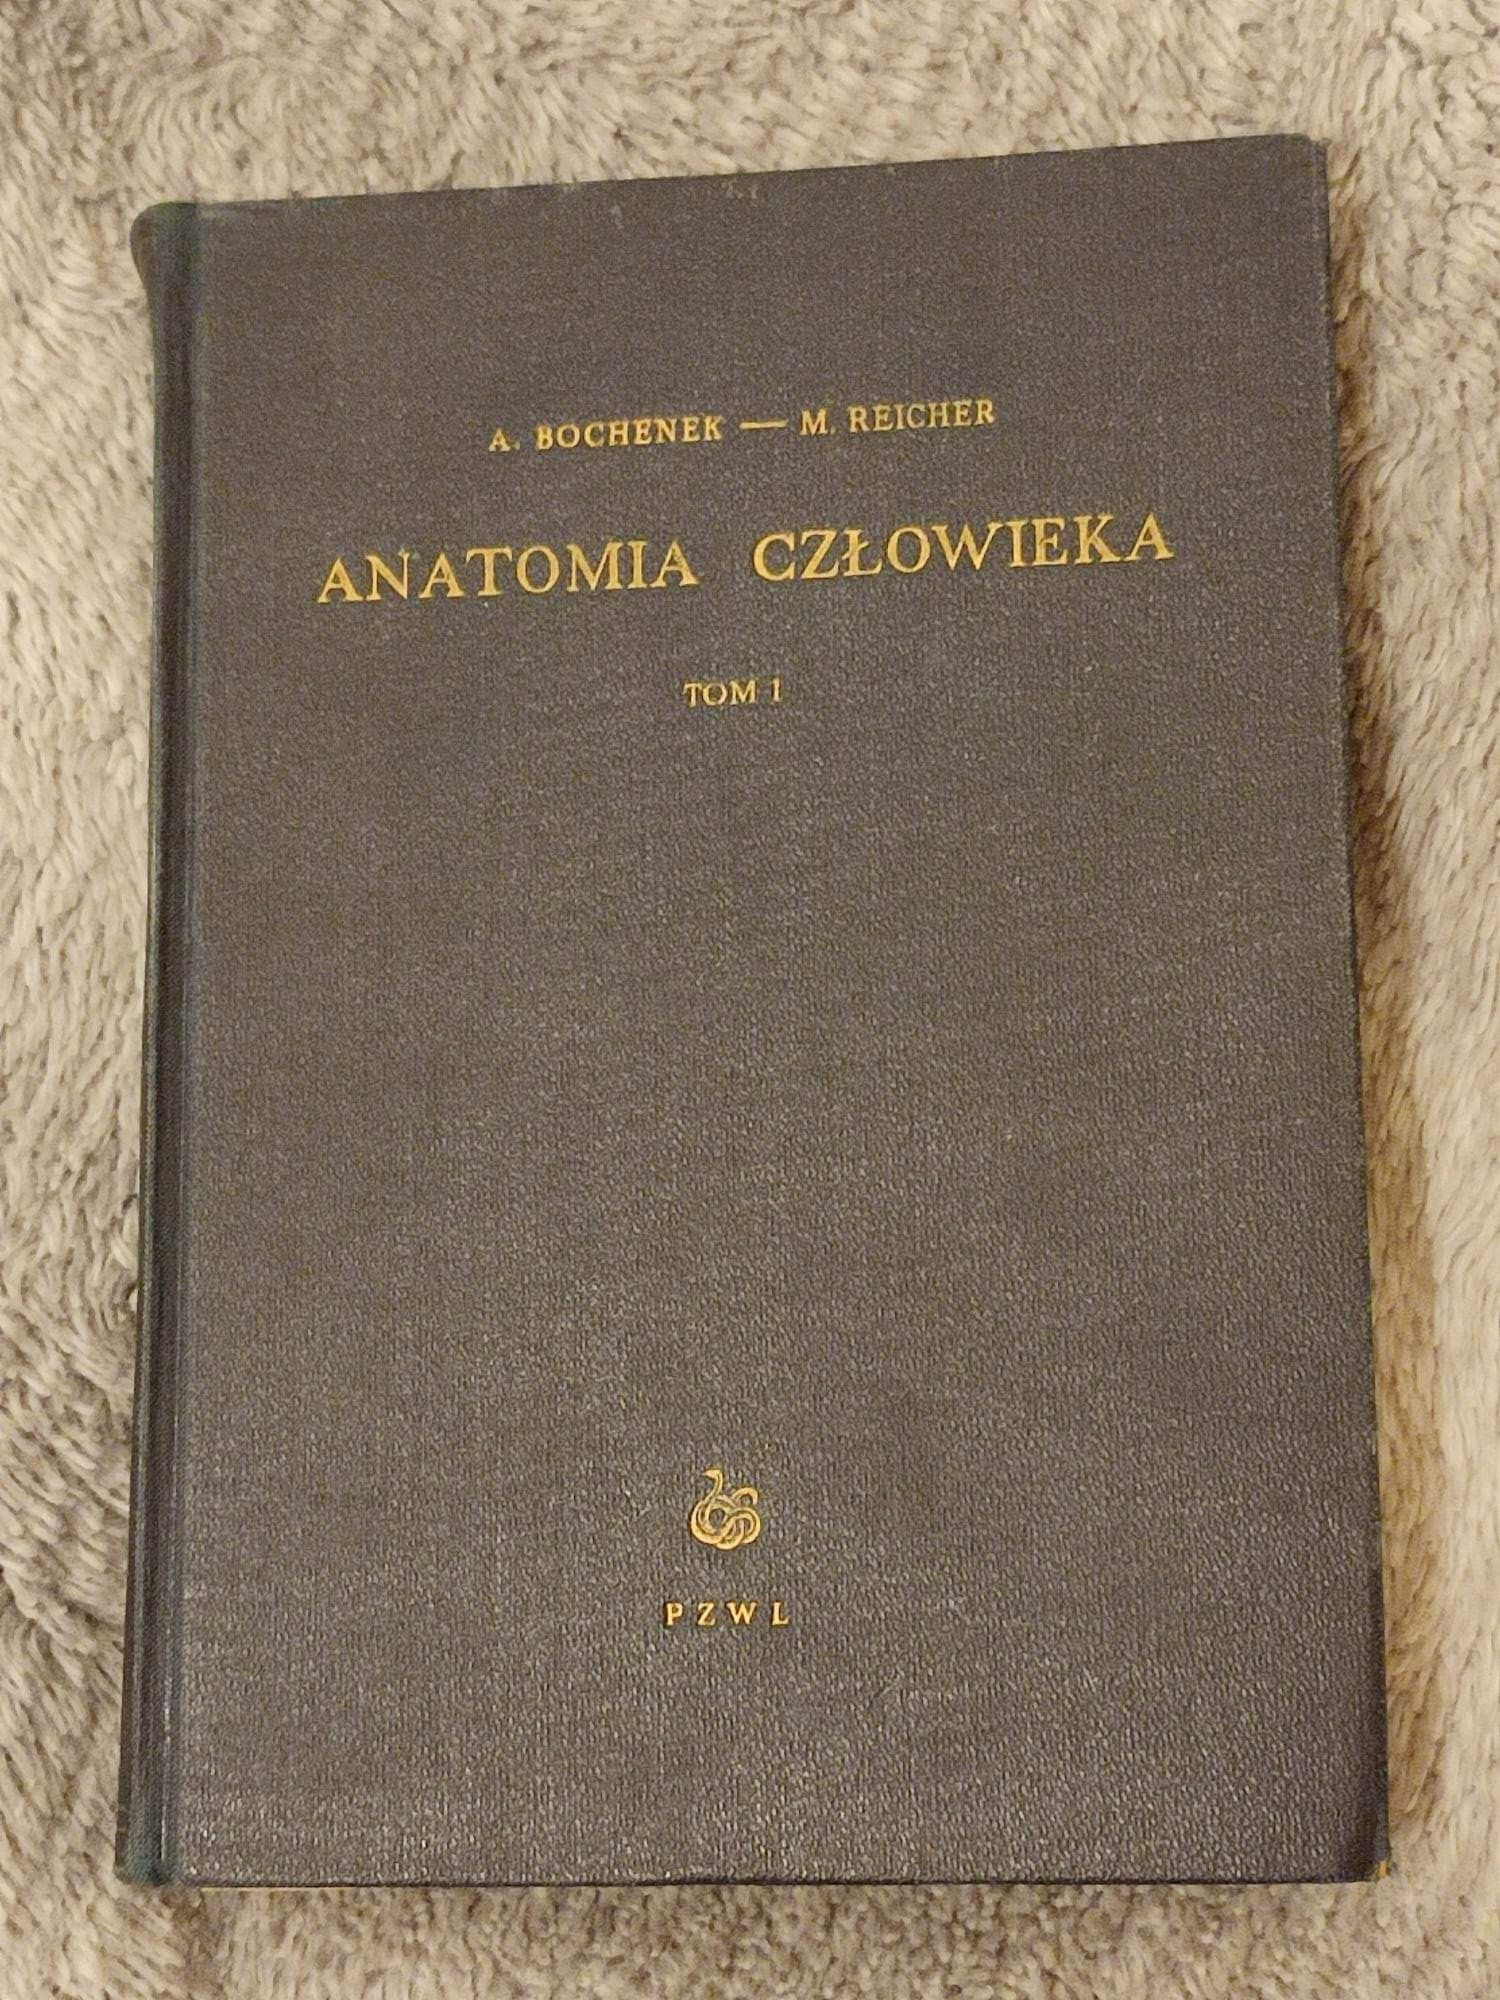 A. BOCHENEK — M. REICHER
ANATOMIA CZŁOWIEKA
TOM I
PZWL